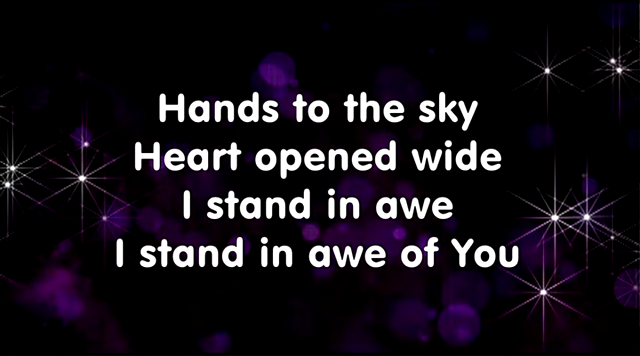 Hands to the sky
Heart opened wide
I stand in awe
I stand in awe of You